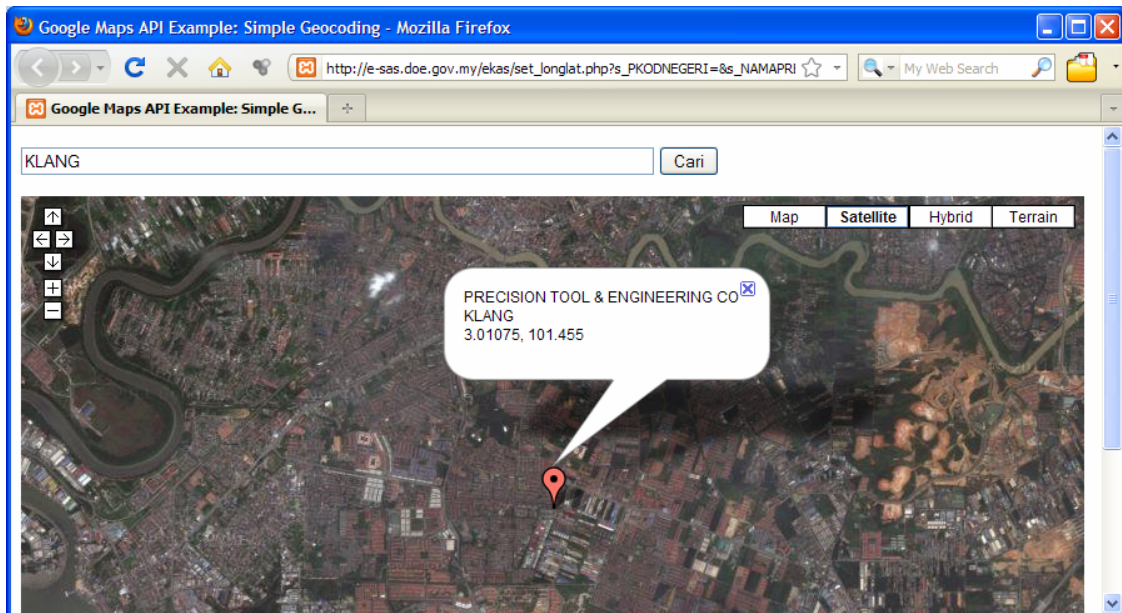 Google Maps API Example: Simple Geocoding - Mozilla Firefox
http://e-sas.doe.gov.my/ekas/set_longlat.php?s_PKODNEGERI=&s_NAMAPRI
My Web Search
Google Maps API Example: Simple G...
KLANG
Cari
Map Satellite Hybrid Terrain
PRECISION TOOL & ENGINEERING CO
KLANG
3.01075, 101.455